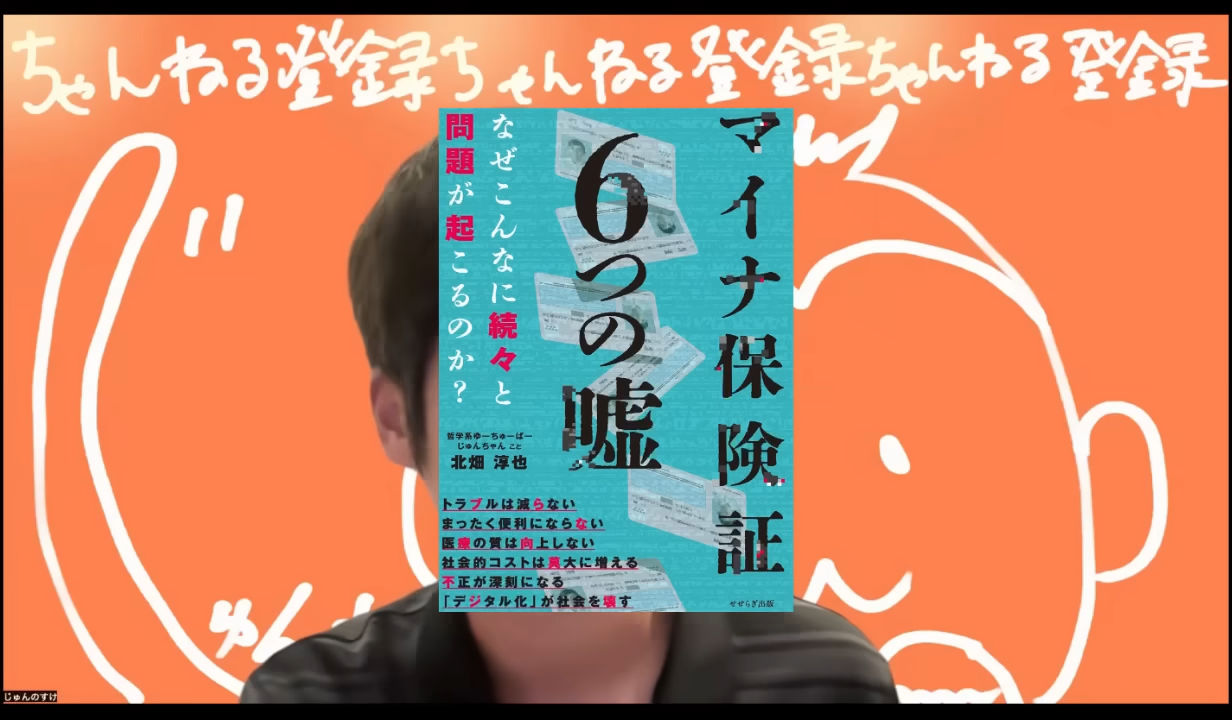 ちゃんねる登録ちゃんねる登録ちゃんねる登録
マイナ保険証
6つの嘘
なぜこんなに続々と
問題が起こるのか?
哲学系ゆーちゅーばー
じゅんちゃん こと
北畑 淳也
トラブルは減らない
まったく便利にならない
医療の質は向上しない
社会的コストは莫大に増える
不正が深刻になる
「デジタル化」が社会を壊す
せせらぎ出版
じゅんのすけ